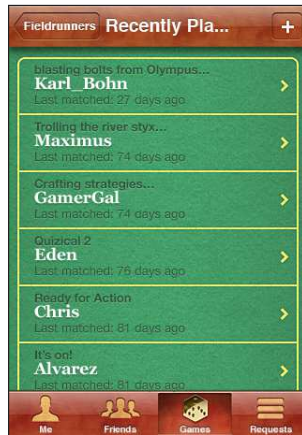 Fieldrunners
Recently Pla...
+
blasting bolts from Olympus...
Karl_Bohn
Last matched: 27 days ago
Trolling the river styx...
Maximus
Last matched: 74 days ago
Crafting strategies...
GamerGal
Last matched: 74 days ago
Quizical 2
Eden
Last matched: 76 days ago
Ready for Action
Chris
Last matched: 81 days ago
It's on!
Alvarez
Last matched: 81 days ago
Me
Friends
Games
Requests